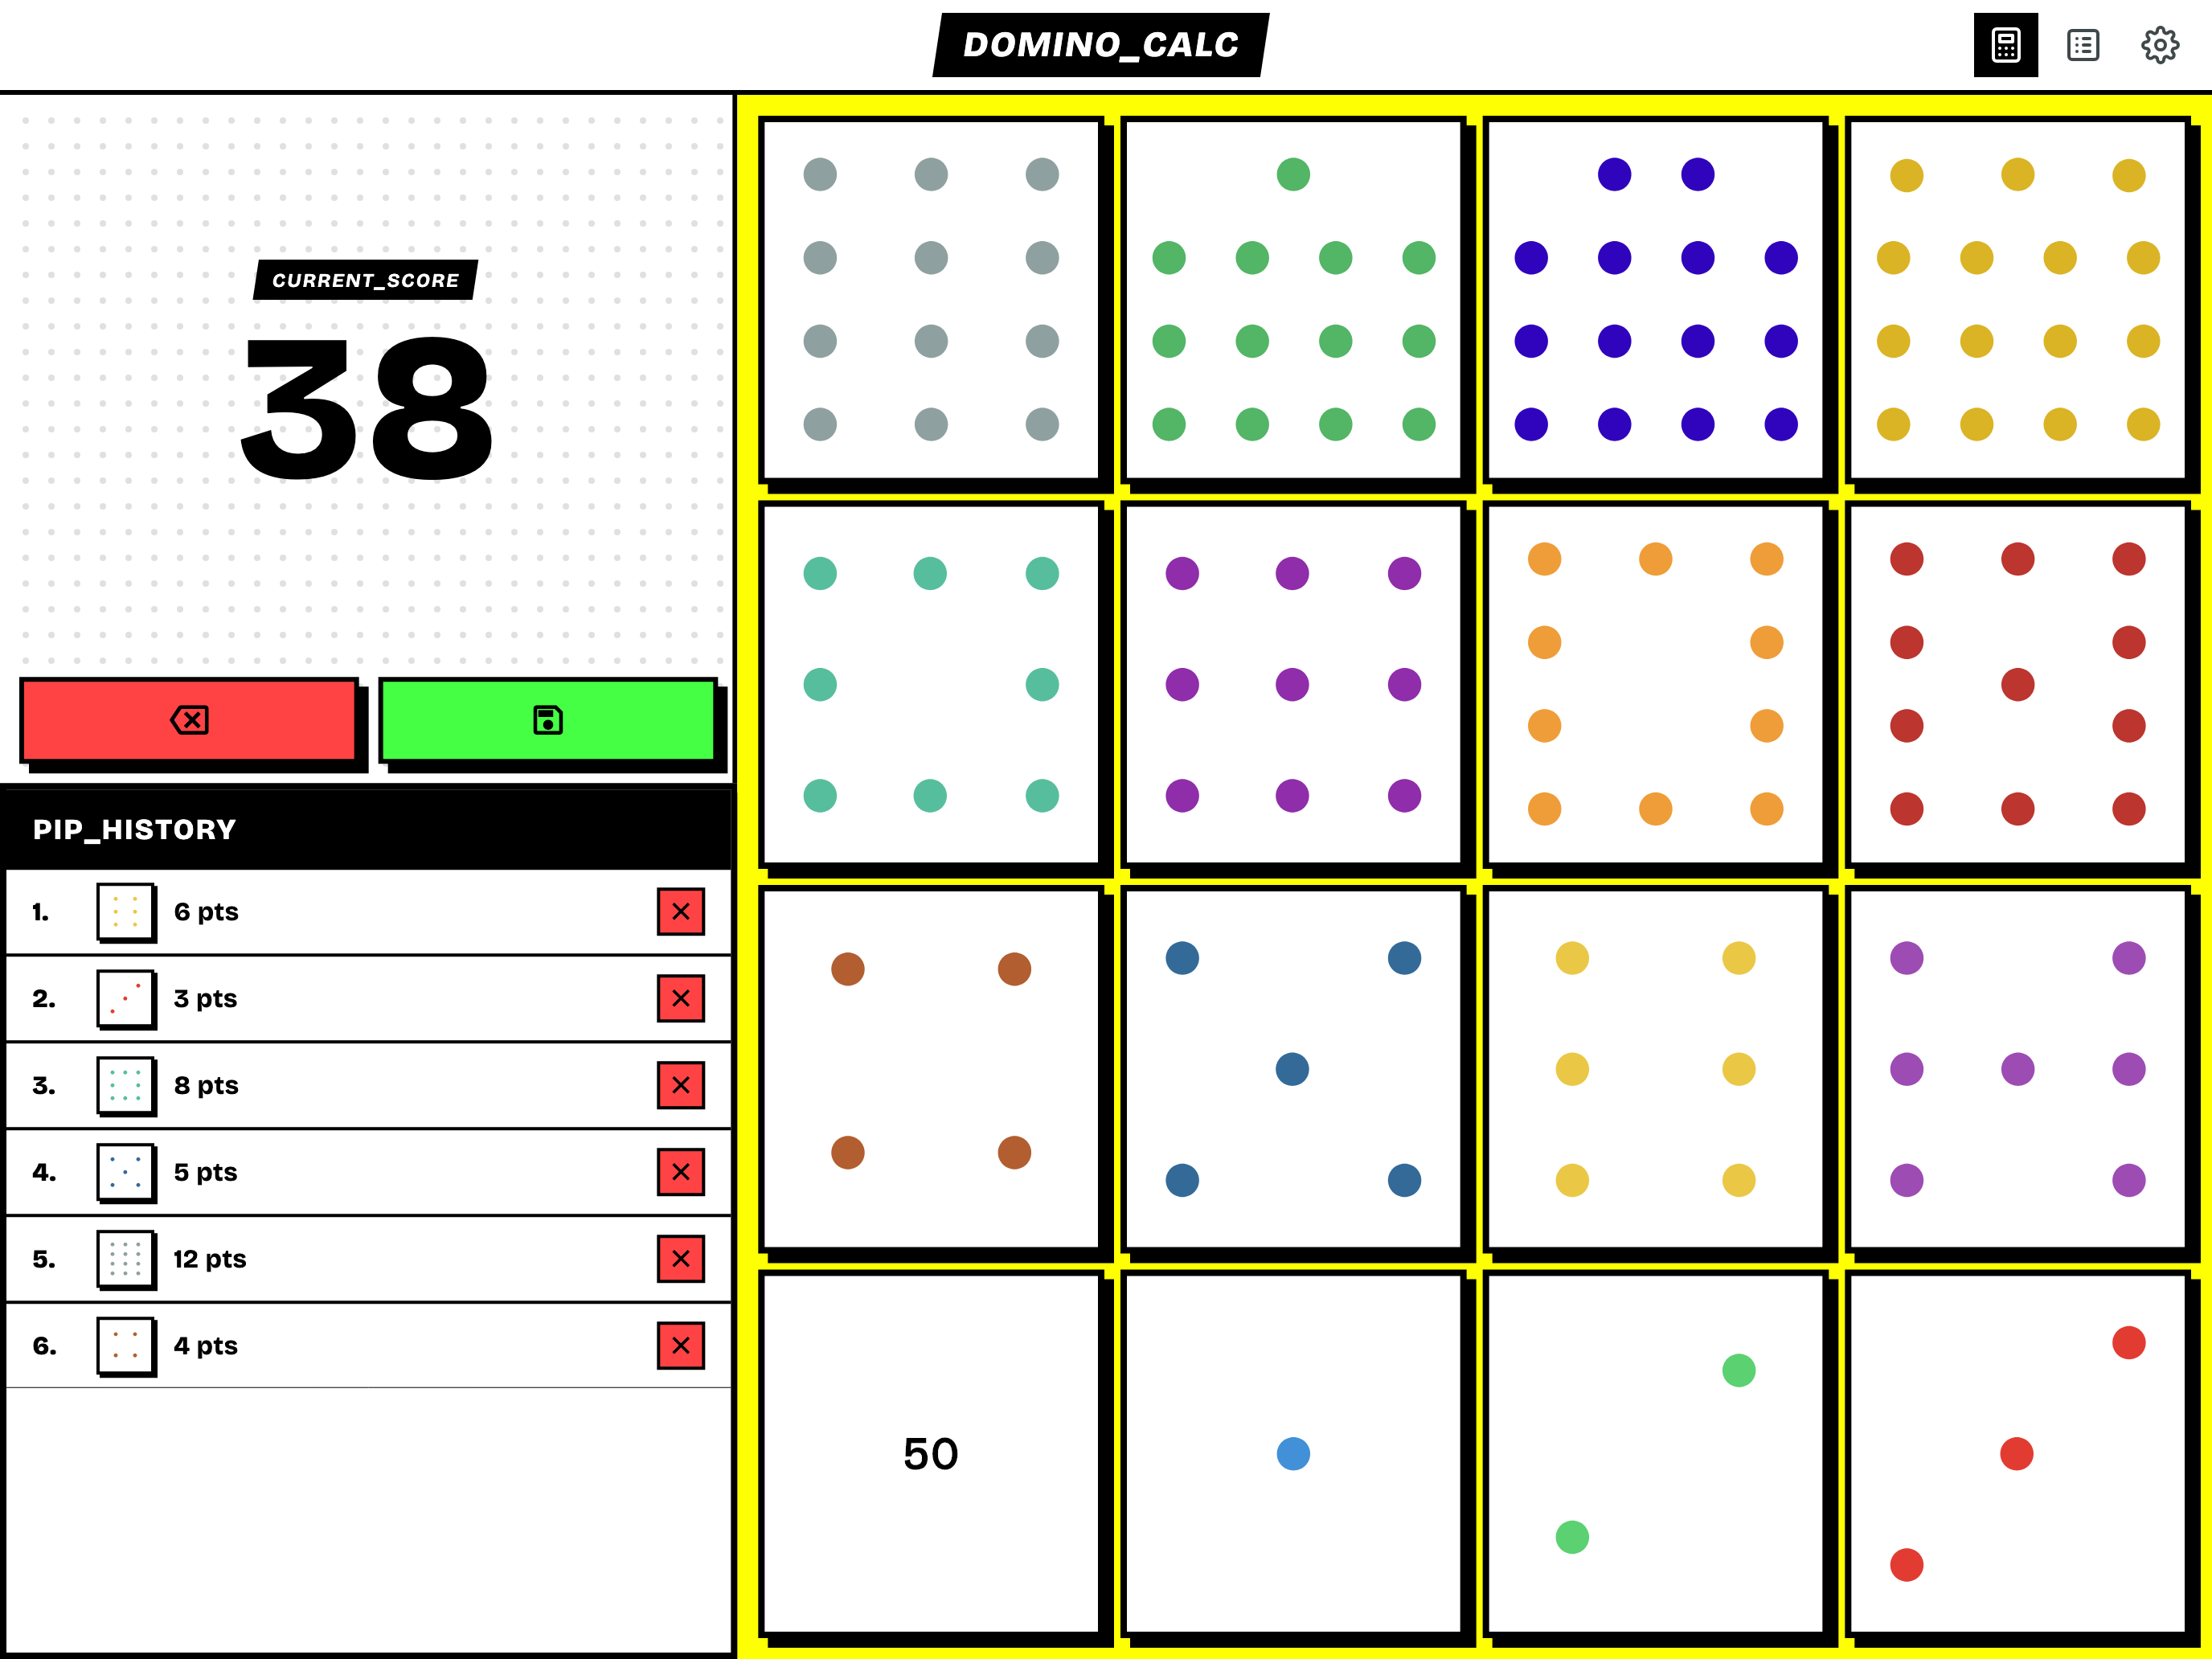 DOMINO_CALC
CURRENT_SCORE
38
PIP_HISTORY
1. 6 pts
2. 3 pts
3. 8 pts
4. 5 pts
5. 12 pts
6. 4 pts
50